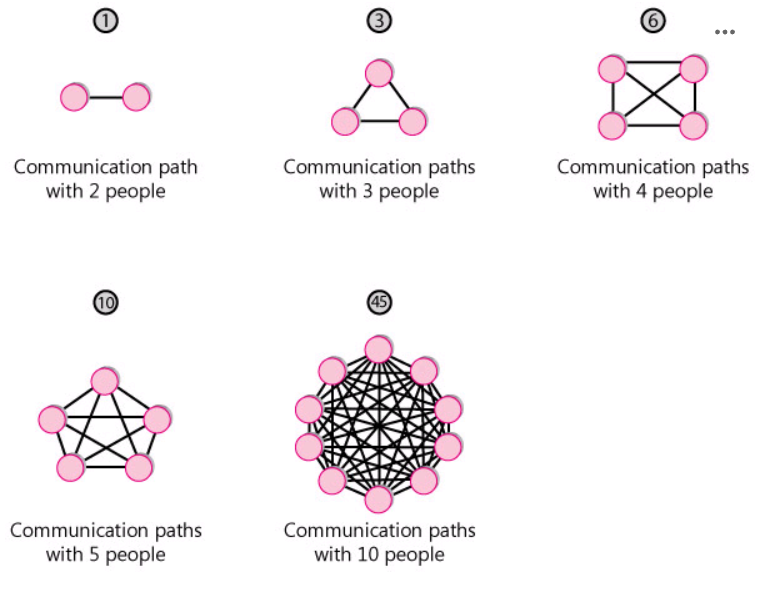 1
3
6
...
Communication path
with 2 people
Communication paths
with 3 people
Communication paths
with 4 people
10
45
Communication paths
with 5 people
Communication paths
with 10 people